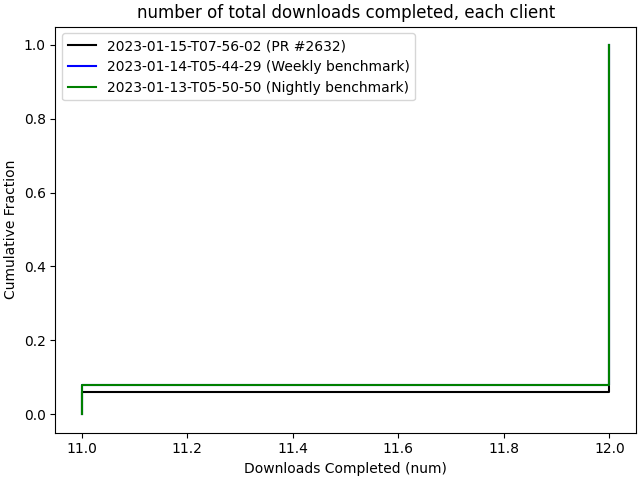 number of total downloads completed, each client
2023-01-15-T07-56-02 (PR #2632)
2023-01-14-T05-44-29 (Weekly benchmark)
2023-01-13-T05-50-50 (Nightly benchmark)
Cumulative Fraction
1.0
0.8
0.6
0.4
0.2
0.0
11.0 11.2 11.4 11.6 11.8 12.0
Downloads Completed (num)